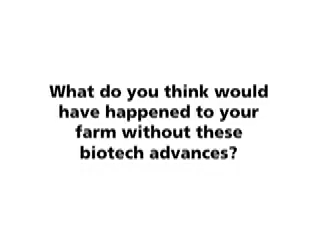 What do you think would
have happened to your
farm without these
biotech advances?